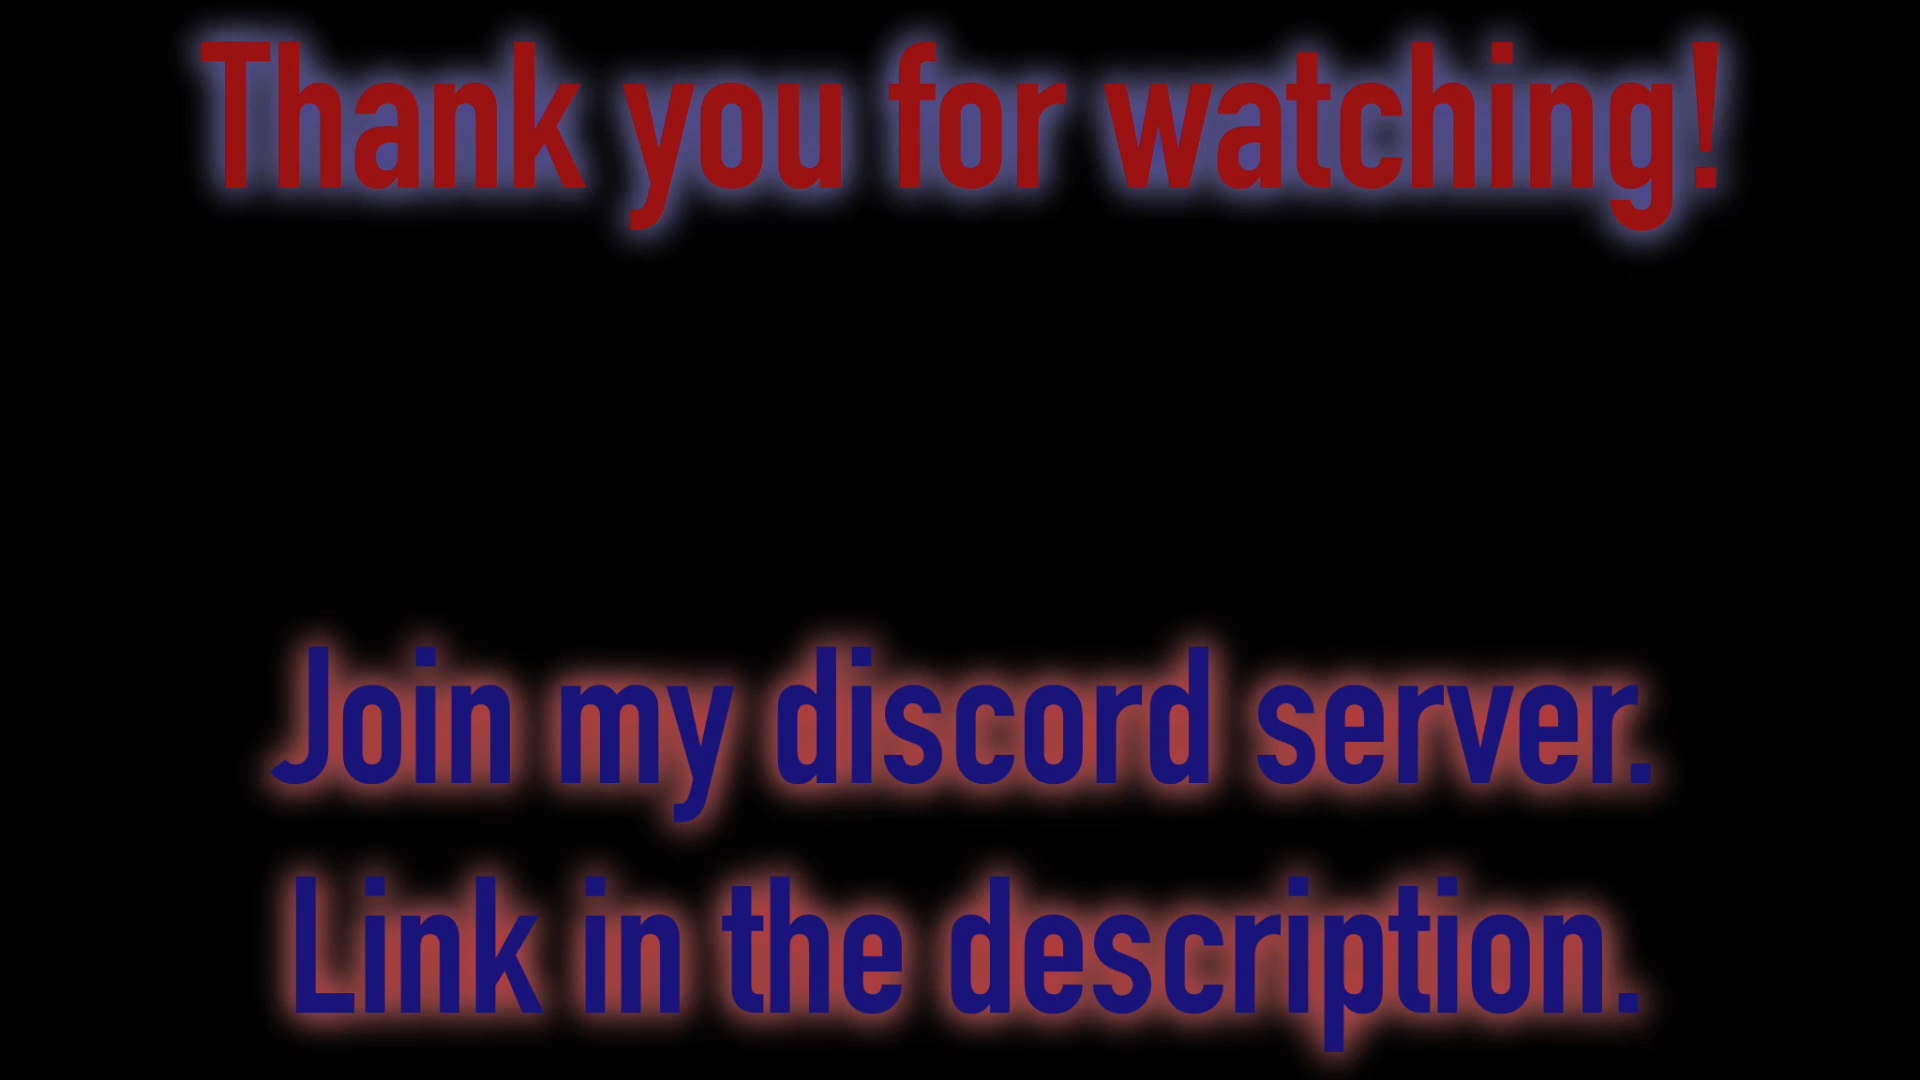 Thank you for watching!
Join my discord server.
Link in the description.